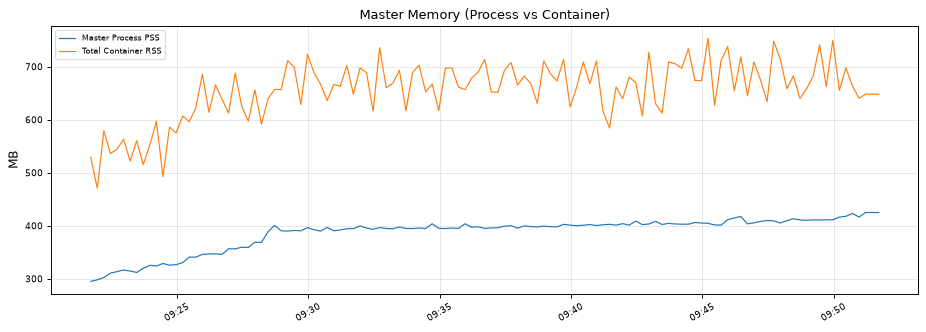 Master Memory (Process vs Container)
Master Process PSS
Total Container RSS
MB
700
600
500
400
300
09:25
09:30
09:35
09:40
09:45
09:50